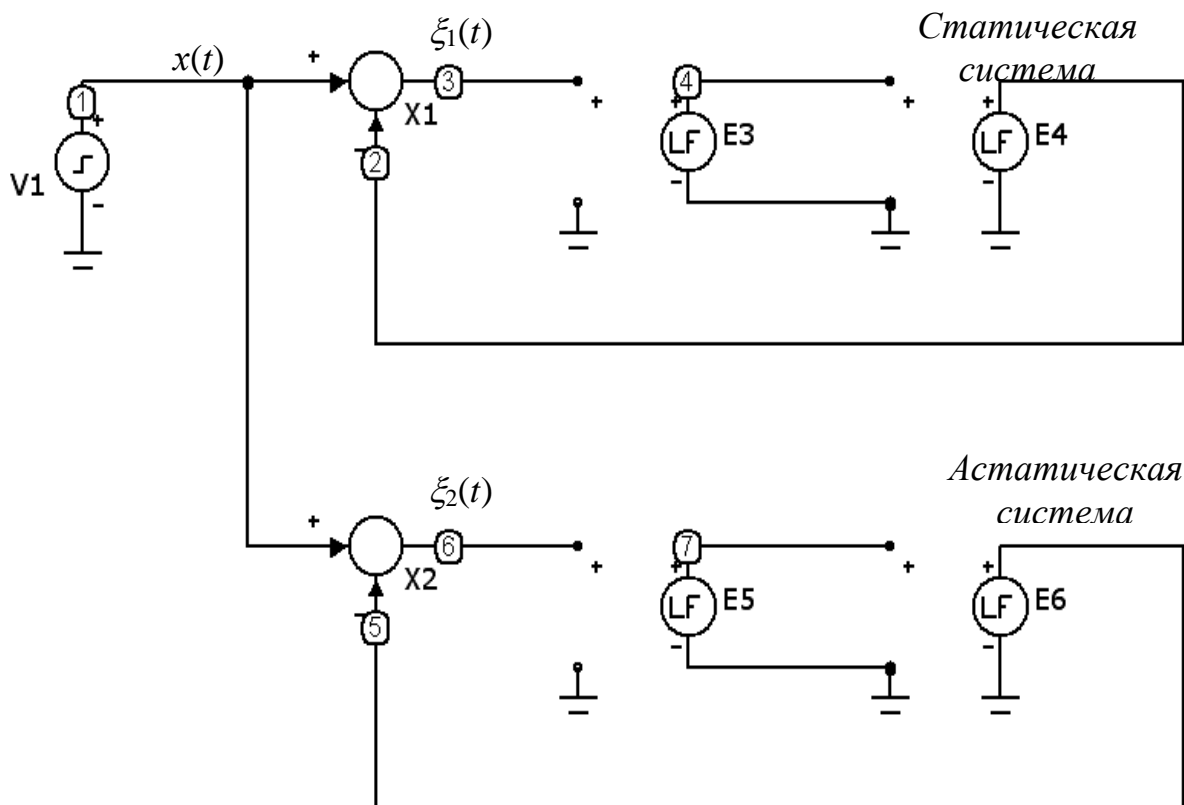 ξ₁(t)
Статическая
система
x(t)
+
3
4
+
+
1
+
X1
+
E3
LF
+
E4
LF
V1
-
2
-
-
-
ξ₂(t)
Астатическая
система
+
6
7
+
+
X2
+
E5
LF
+
E6
LF
-
5
-
-